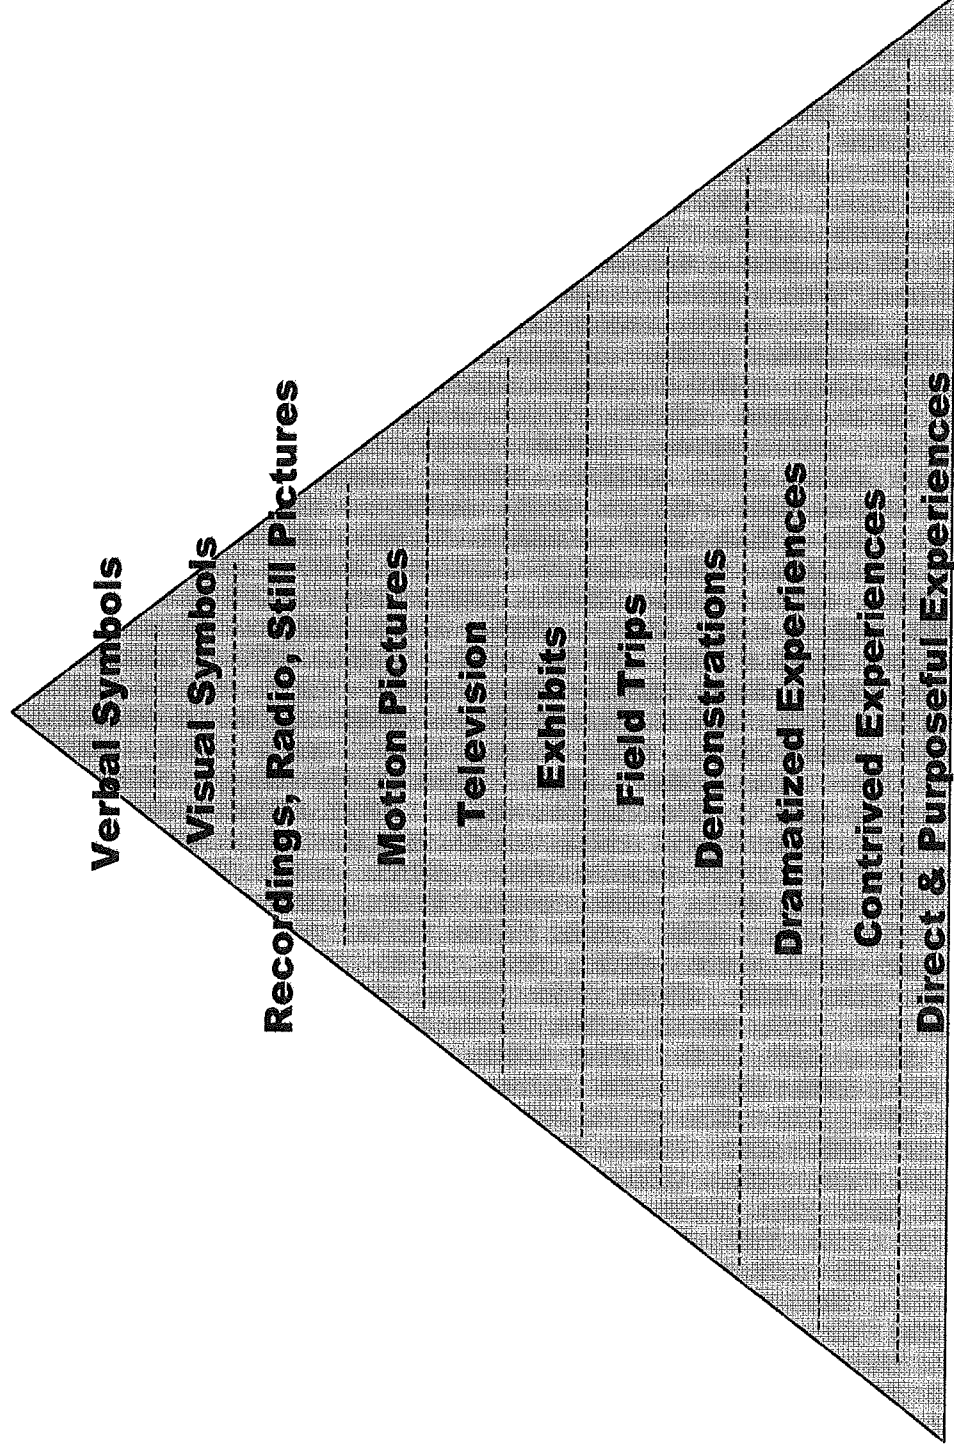 Verbal Symbols
Visual Symbols
Recordings, Radio, Still Pictures
Motion Pictures
Television
Exhibits
Field Trips
Demonstrations
Dramatized Experiences
Contrived Experiences
Direct & Purposeful Experiences